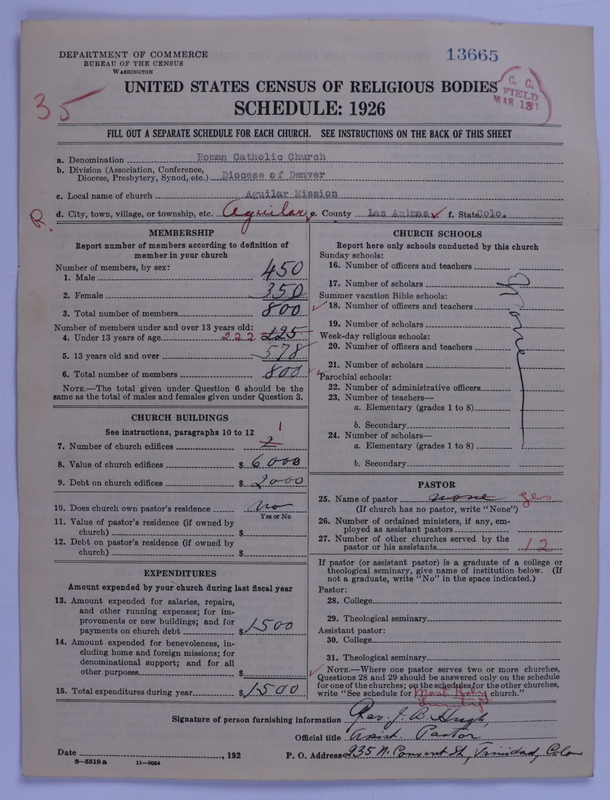 DEPARTMENT OF COMMERCE
BUREAU OF THE CENSUS
WASHINGTON
13665
UNITED STATES CENSUS OF RELIGIOUS BODIES
SCHEDULE: 1926
35
C. C.
FIELD
MAR 13
FILL OUT A SEPARATE SCHEDULE FOR EACH CHURCH. SEE INSTRUCTIONS ON THE BACK OF THIS SHEET
a. Denomination Roman Catholic Church
b. Division (Association, Conference, Diocese, Presbytery, Synod, etc.) Diocese of Denver
c. Local name of church Aguilar Mission
R. d. City, town, village, or township, etc. Aguilar, e. County Las Animas f. State Colo.
MEMBERSHIP
Report number of members according to definition of
member in your church
Number of members, by sex:
1. Male 450
2. Female 350
3. Total number of members 800
Number of members under and over 13 years old:
4. Under 13 years of age 222 125
5. 13 years old and over 578
6. Total number of members 800
NOTE.—The total given under Question 6 should be
same as the total of males and females given under Question 3.
CHURCH BUILDINGS
See instructions, paragraphs 10 to 12
7. Number of church edifices 2 1
8. Value of church edifices $ 6000
9. Debt on church edifices $ 2000
10. Does church own pastor's residence No
Yes or No
11. Value of pastor's residence (if owned by
church) $
12. Debt on pastor's residence (if owned by
church) $
EXPENDITURES
Amount expended by your church during last fiscal year
13. Amount expended for salaries, repairs,
and other running expenses; for im-
provements or new buildings; and for
payments on church debt $ 1500
14. Amount expended for benevolences, in-
cluding home and foreign missions; for
denominational support; and for all
other purposes $
15. Total expenditures during year $ 1500
CHURCH SCHOOLS
Report here only schools conducted by this church
Sunday schools:
16. Number of officers and teachers
17. Number of scholars
Summer vacation Bible schools:
18. Number of officers and teachers
19. Number of scholars
Week-day religious schools:
20. Number of officers and teachers
21. Number of scholars
Parochial schools:
22. Number of administrative officers
23. Number of teachers—
a. Elementary (grades 1 to 8)
b. Secondary
24. Number of scholars—
a. Elementary (grades 1 to 8)
b. Secondary
None
PASTOR
25. Name of pastor none yes
(If church has no pastor, write "None")
26. Number of ordained ministers, if any, em-
ployed as assistant pastors
27. Number of other churches served by the
pastor or his assistants 12
If pastor (or assistant pastor) is a graduate of a college or
theological seminary, give name of institution below. (If
not a graduate, write "No" in the space indicated.)
Pastor:
28. College
29. Theological seminary
Assistant pastor:
30. College
31. Theological seminary
NOTE.—Where one pastor serves two or more churches,
Questions 28 and 29 should be answered only on the schedule
for one of the churches; on the schedules for the other churches,
write "See schedule for Most Holy Trinity church."
Signature of person furnishing information Rev. J. B. Hugh,
Official title Assist Pastor
Date , 192 P. O. Address 235 N. Convent St, Trinidad, Colo
8—5518 a 11—9054